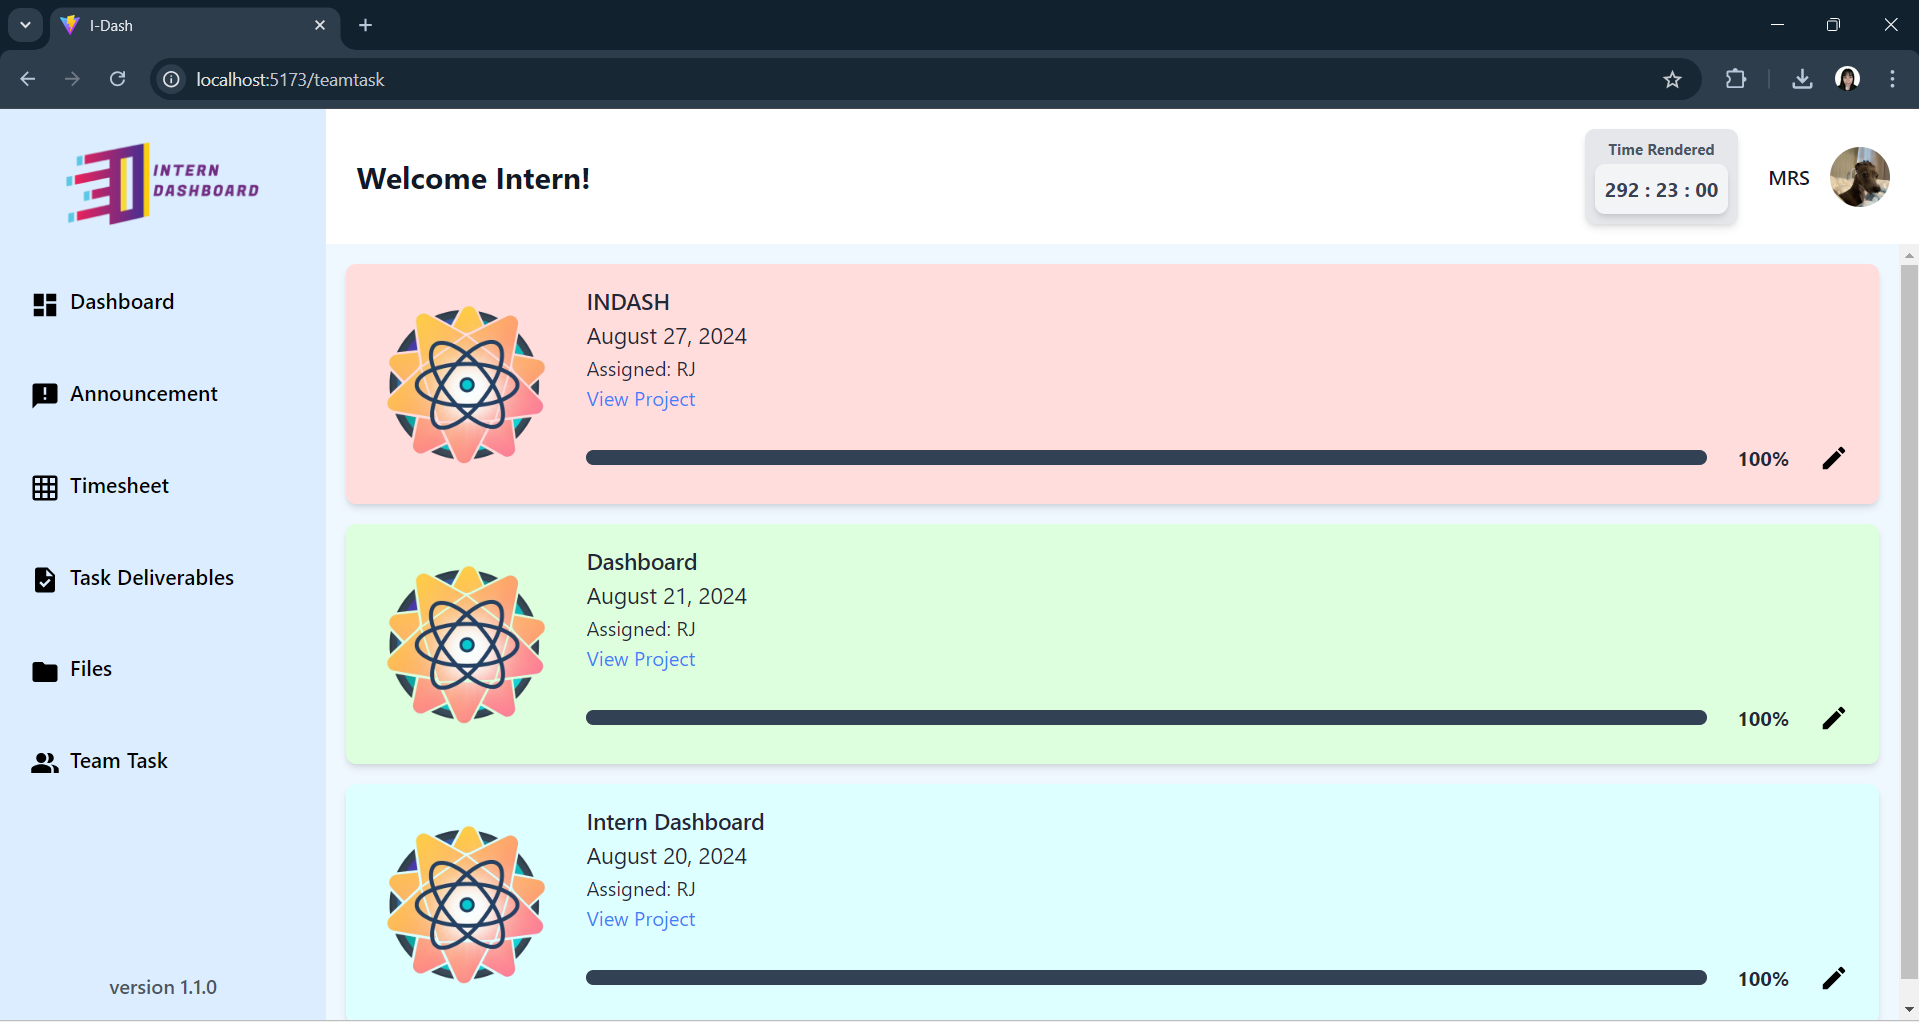 I-Dash
localhost:5173/teamtask
INTERN
DASHBOARD
Dashboard
Announcement
Timesheet
Task Deliverables
Files
Team Task
version 1.1.0
Welcome Intern!
Time Rendered
292 : 23 : 00
MRS
INDASH
August 27, 2024
Assigned: RJ
View Project
100%
Dashboard
August 21, 2024
Assigned: RJ
View Project
100%
Intern Dashboard
August 20, 2024
Assigned: RJ
View Project
100%